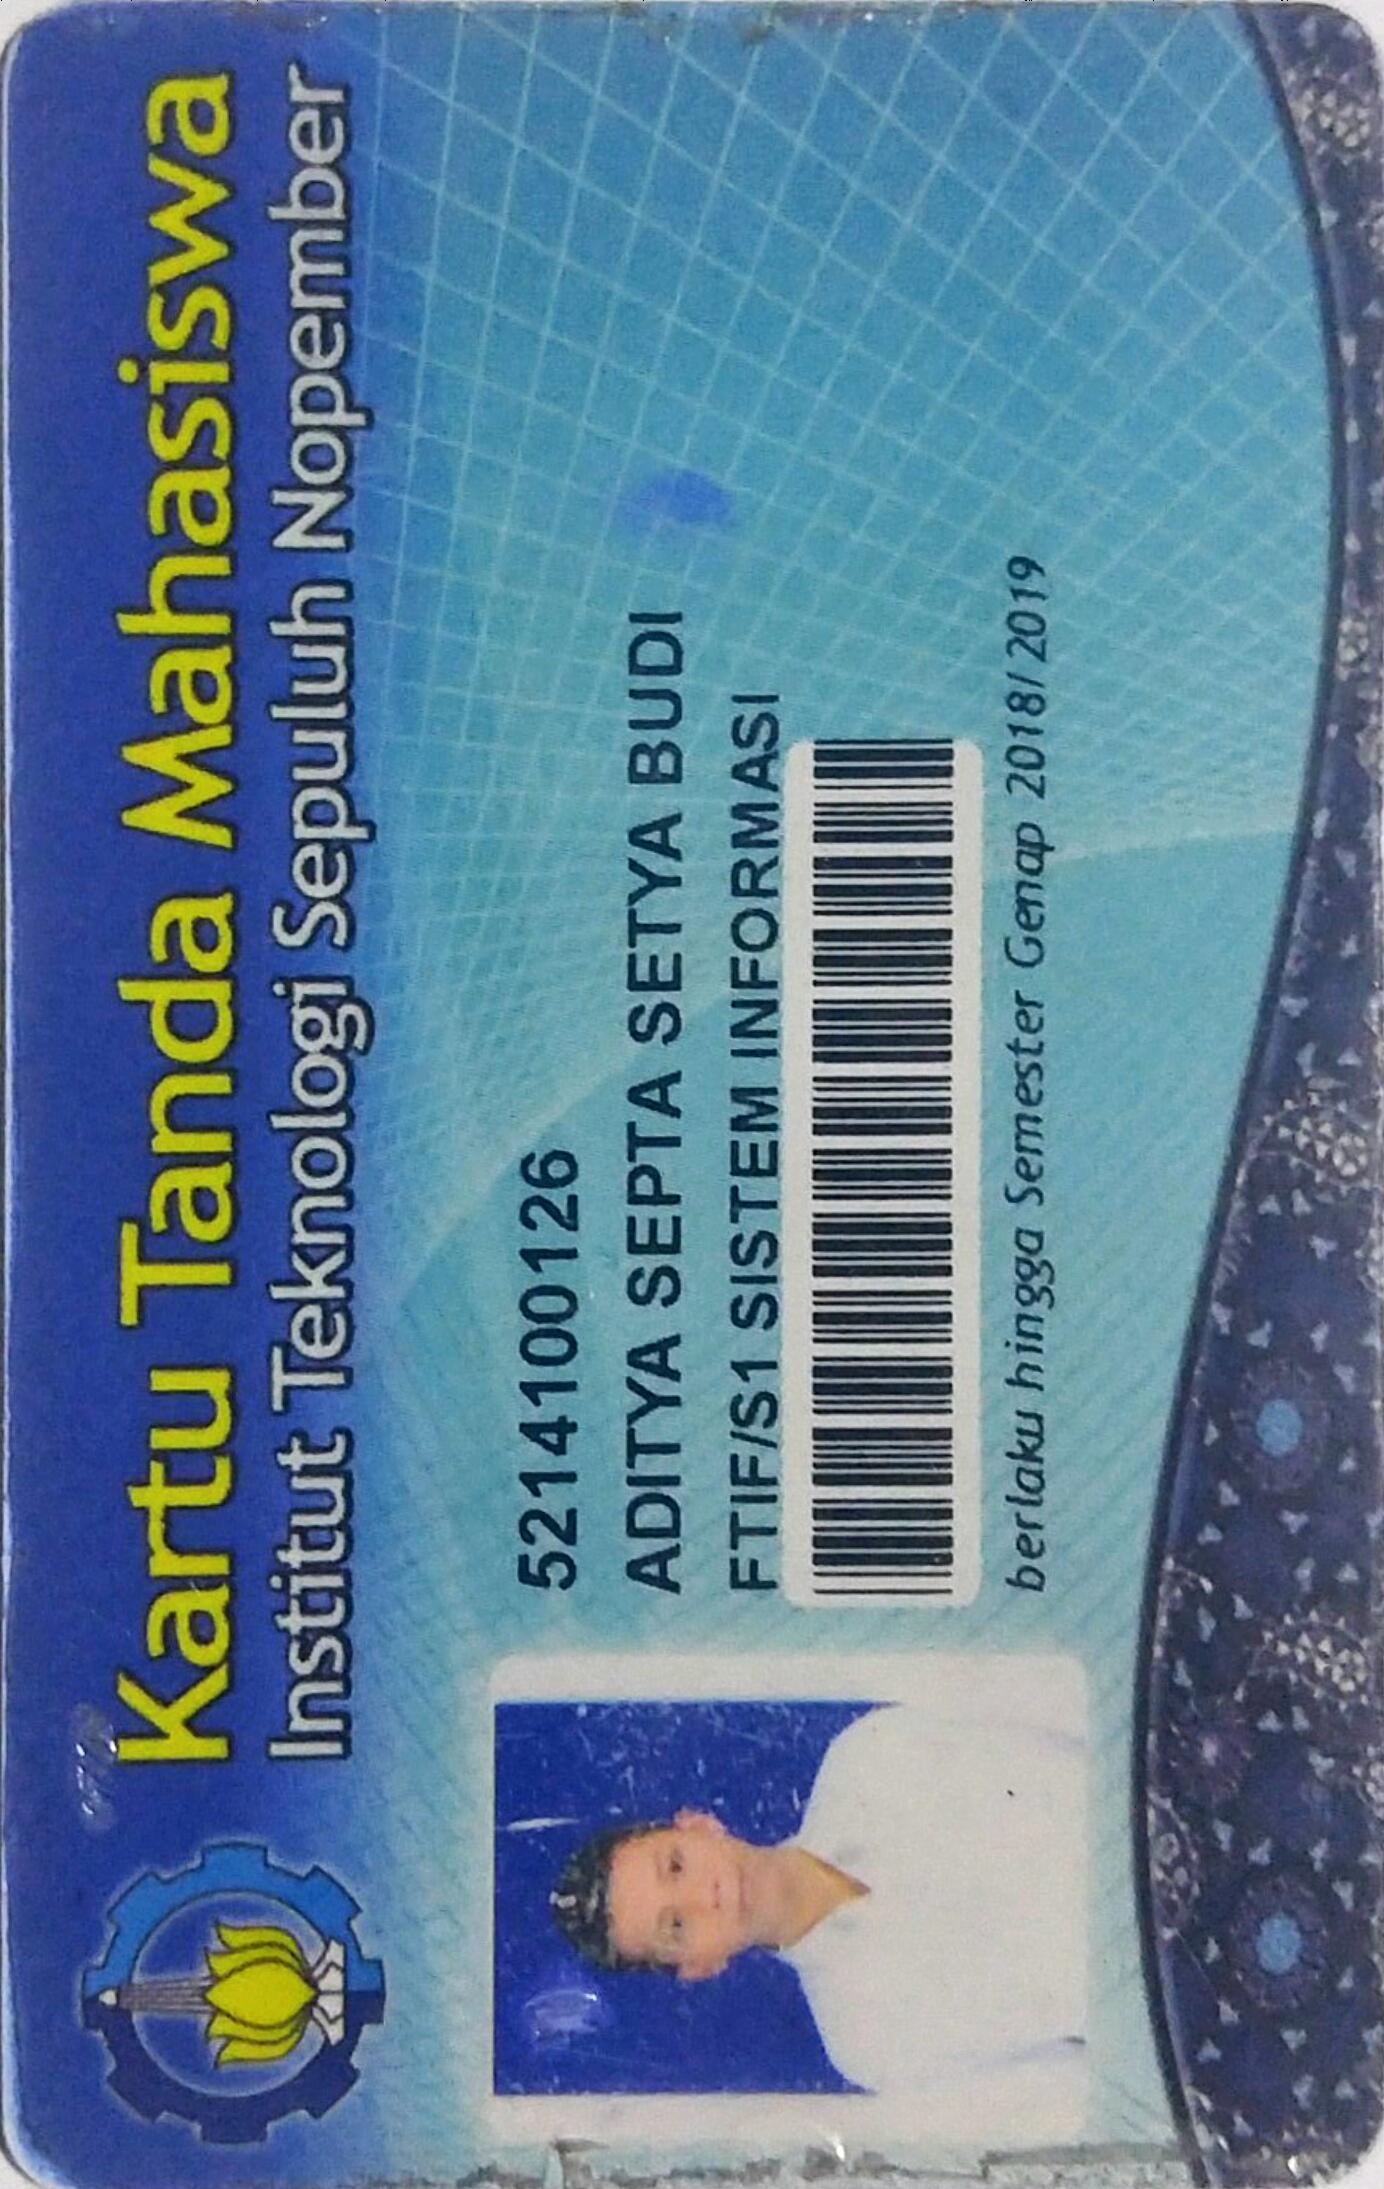 Kartu Tanda Mahasiswa
Institut Teknologi Sepuluh Nopember
5214100126
ADITYA SEPTA SETYA BUDI
FTIF/S1 SISTEM INFORMASI
berlaku hingga Semester Genap 2018/2019